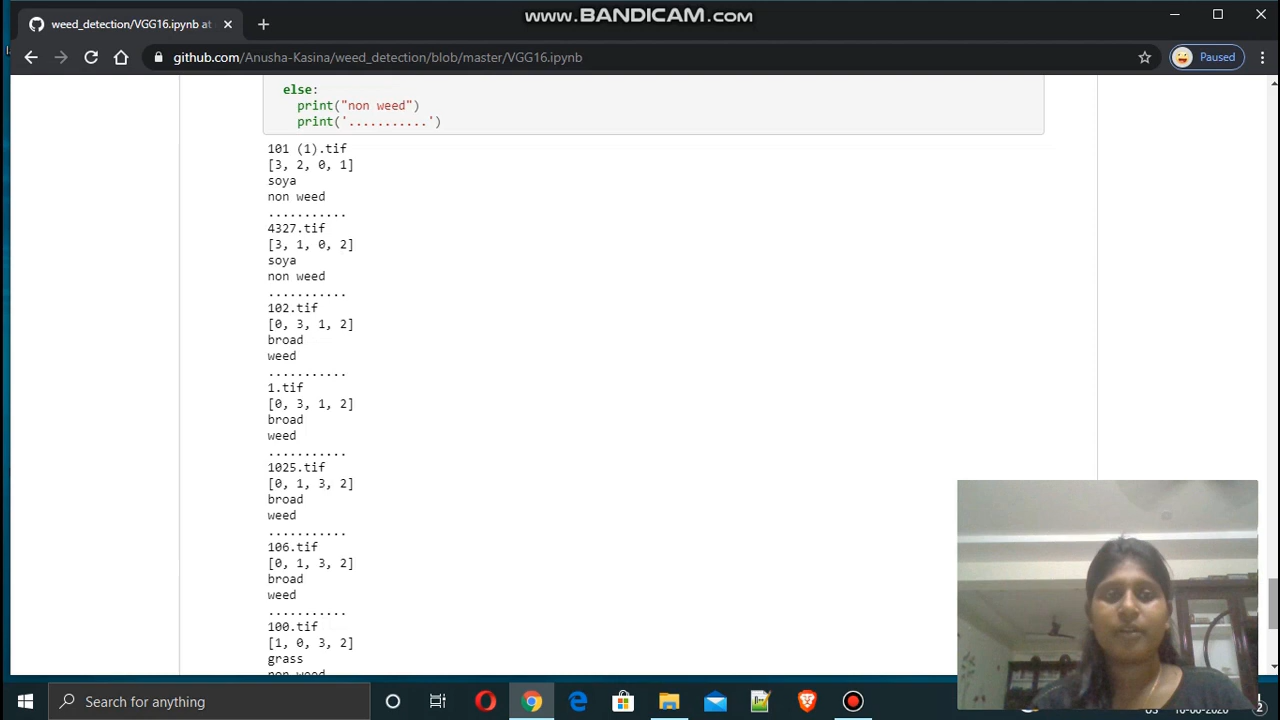 www.BANDICAM.com
weed_detection/VGG16.ipynb at
github.com/Anusha-Kasina/weed_detection/blob/master/VGG16.ipynb
Paused
else:
print("non weed")
print('...........')
101 (1).tif
[3, 2, 0, 1]
soya
non weed
...........
4327.tif
[3, 1, 0, 2]
soya
non weed
...........
102.tif
[0, 3, 1, 2]
broad
weed
...........
1.tif
[0, 3, 1, 2]
broad
weed
...........
1025.tif
[0, 1, 3, 2]
broad
weed
...........
106.tif
[0, 1, 3, 2]
broad
weed
...........
100.tif
[1, 0, 3, 2]
grass
non weed
Search for anything
2